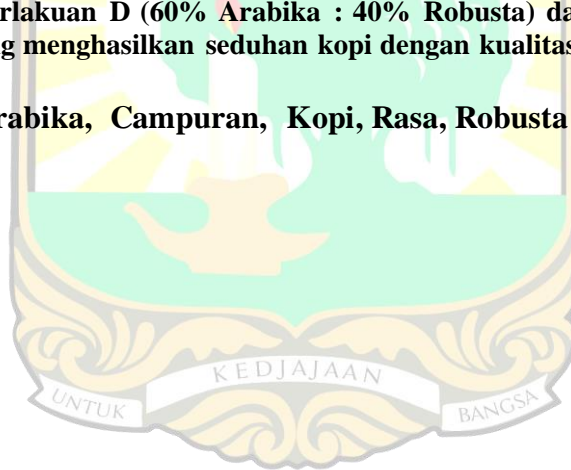 rlakuan D (60% Arabika : 40% Robusta) da
g menghasilkan seduhan kopi dengan kualitas
rabika, Campuran, Kopi, Rasa, Robusta
UNTUK KEDJAJAAN BANGSA